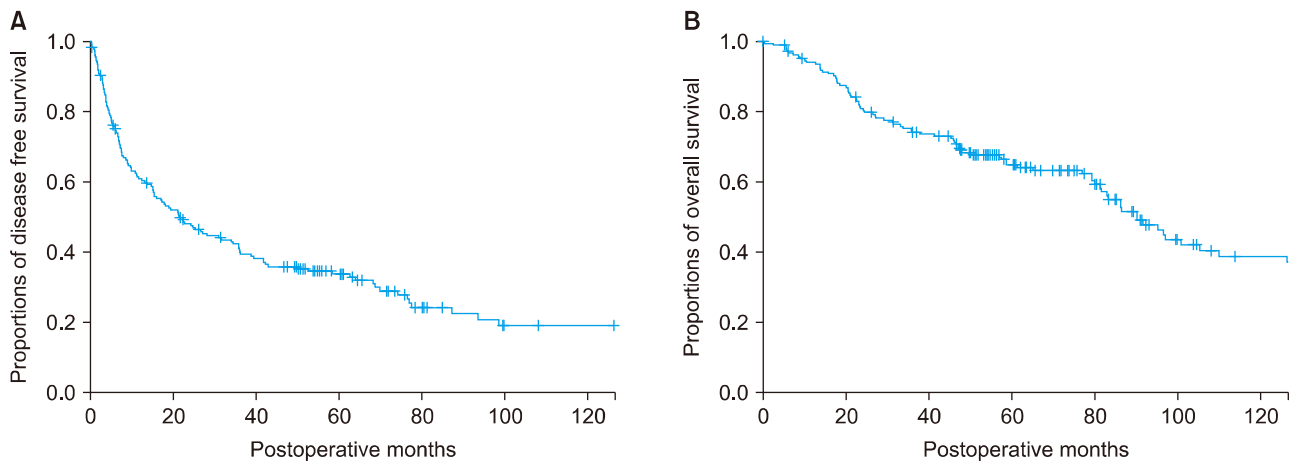 A
Proportions of disease free survival
1.0
0.8
0.6
0.4
0.2
0.0
0 20 40 60 80 100 120
Postoperative months
B
Proportions of overall survival
1.0
0.8
0.6
0.4
0.2
0.0
0 20 40 60 80 100 120
Postoperative months